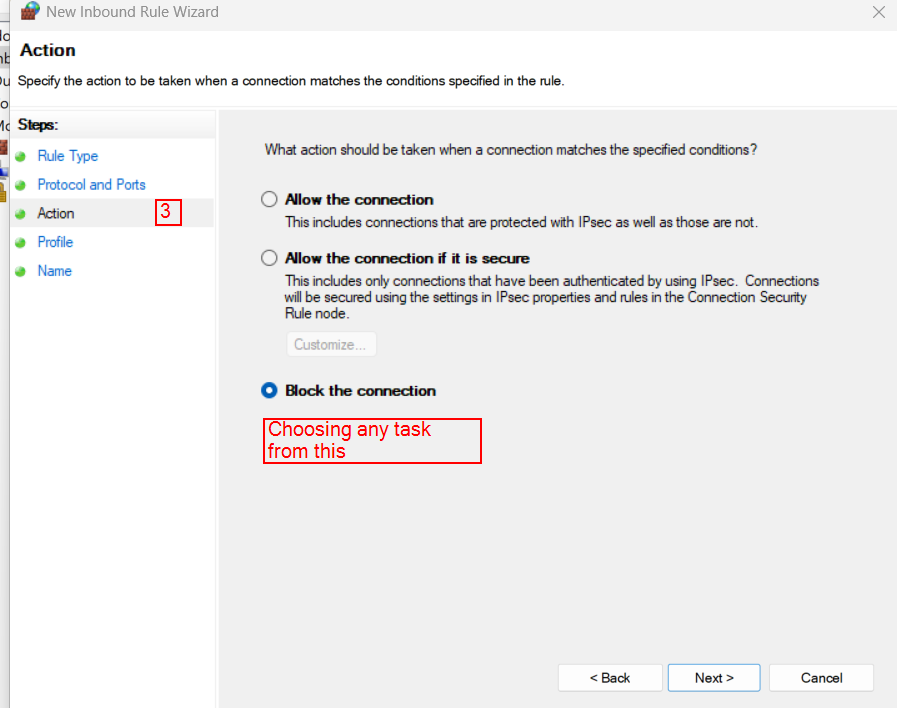 New Inbound Rule Wizard
Action
Specify the action to be taken when a connection matches the conditions specified in the rule.
Steps:
Rule Type
Protocol and Ports
Action
3
Profile
Name
What action should be taken when a connection matches the specified conditions?
Allow the connection
This includes connections that are protected with IPsec as well as those are not.
Allow the connection if it is secure
This includes only connections that have been authenticated by using IPsec. Connections
will be secured using the settings in IPsec properties and rules in the Connection Security
Rule node.
Customize...
Block the connection
Choosing any task
from this
< Back
Next >
Cancel